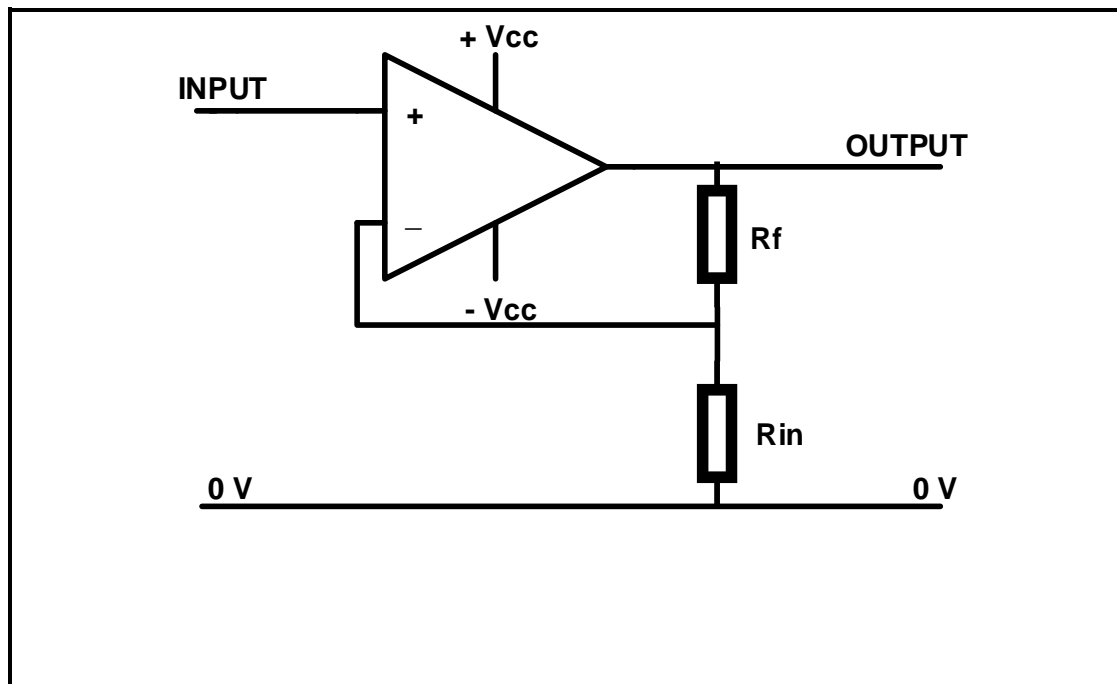 + Vcc
INPUT
+
OUTPUT
–
Rf
- Vcc
Rin
0 V
0 V